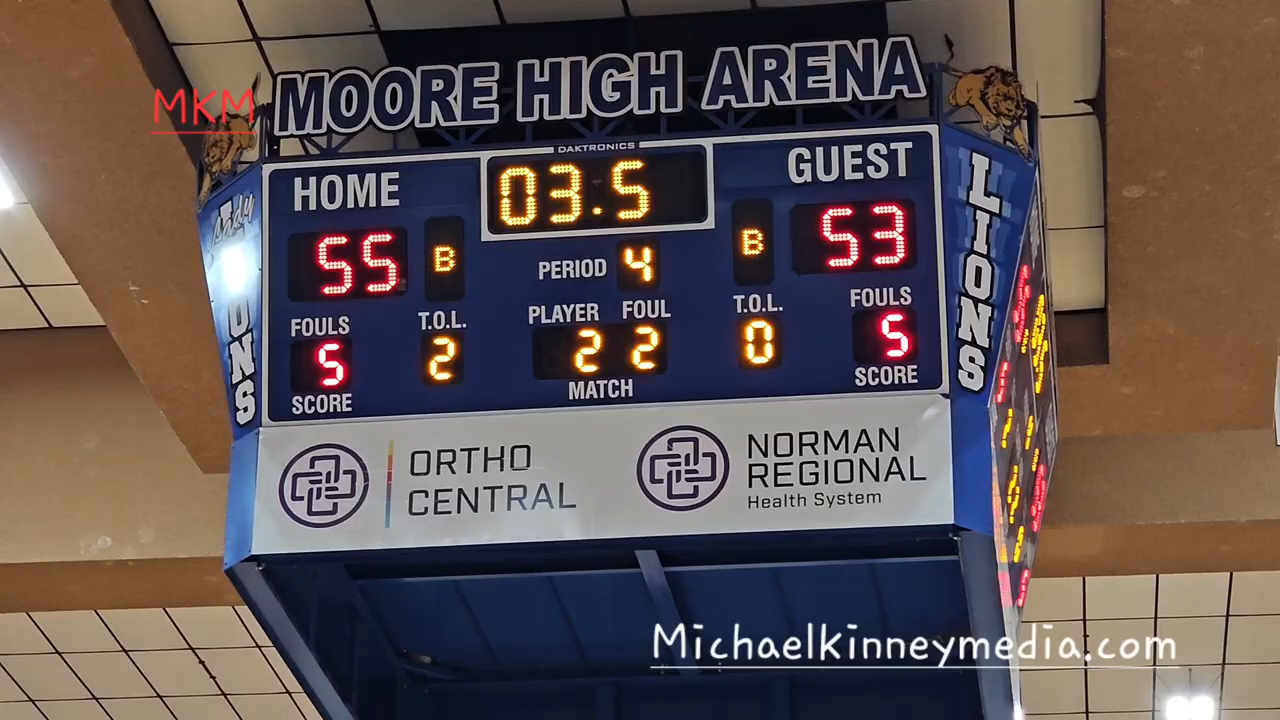 MOORE HIGH ARENA
MKM
DAKTRONICS
HOME
03.5
GUEST
55
B
PERIOD 4
B
53
FOULS
T.O.L.
PLAYER FOUL
T.O.L.
FOULS
5
2
2 2
0
5
SCORE
MATCH
SCORE
LIONS
ORTHO
CENTRAL
NORMAN
REGIONAL
Health System
Michaelkinneymedia.com